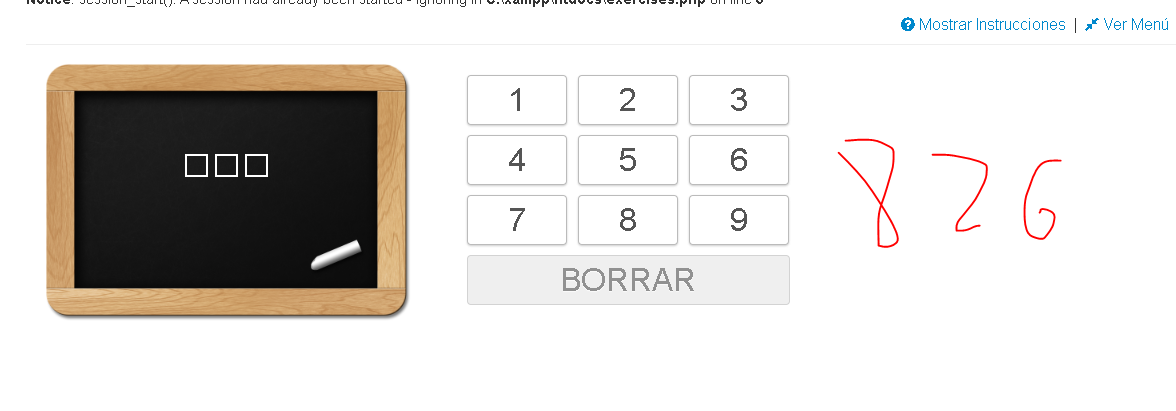 Notice: session_start(): A session had already been started - ignoring in C:\xampp\htdocs\exercises.php on line 6
Mostrar Instrucciones | Ver Menú
1 2 3
4 5 6
7 8 9
BORRAR
826